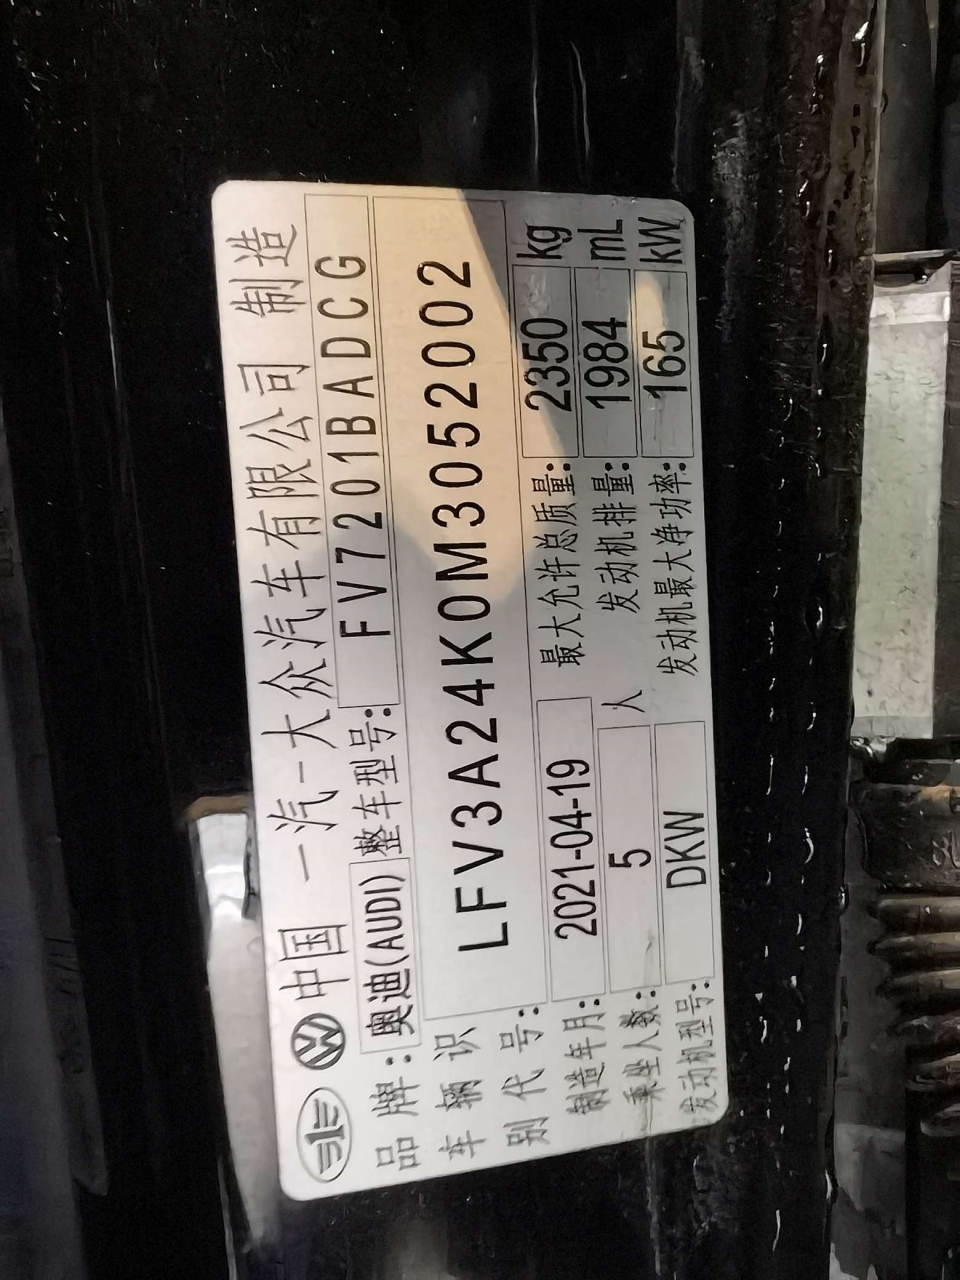 中国 一汽-大众汽车有限公司 制造
品牌: 奥迪(AUDI) 整车型号: FV7201BADCG
车辆识别代号: LFV3A24K0M3052002
制造年月: 2021-04-19 最大允许总质量: 2350 kg
乘坐人数: 5 人 发动机排量: 1984 mL
发动机型号: DKW 发动机最大净功率: 165 kW